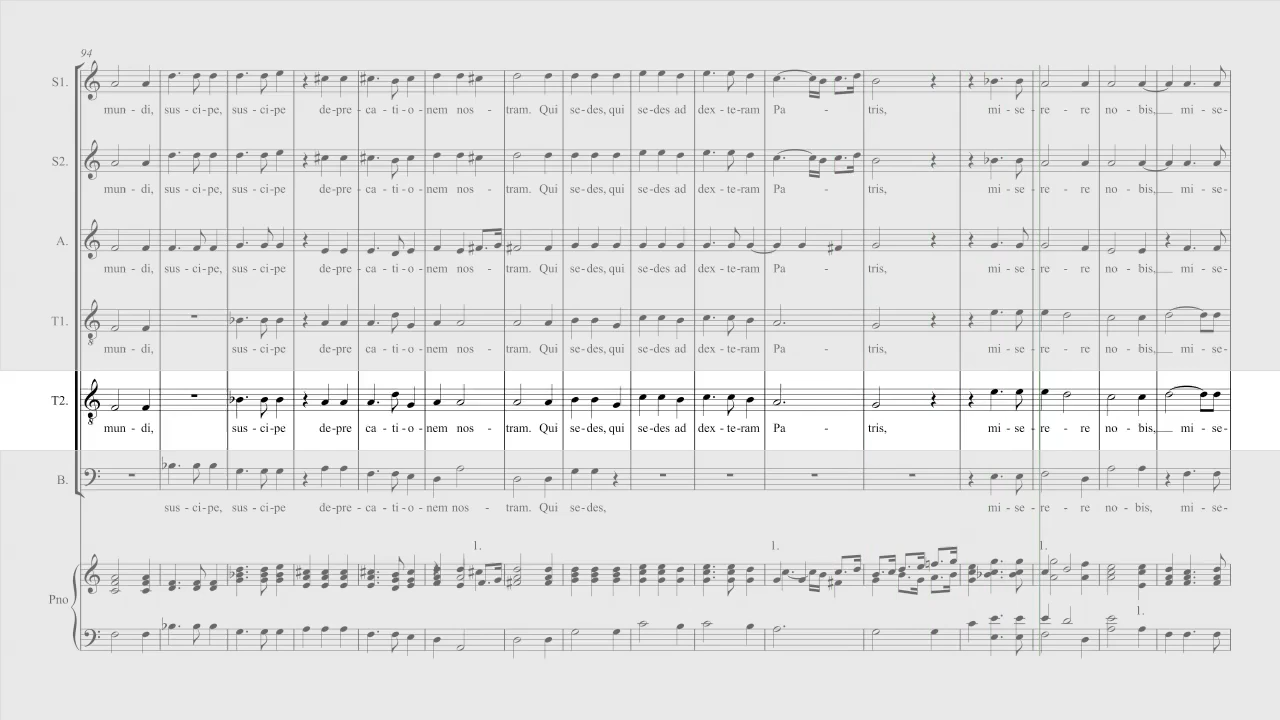 94
S1.
mun - di, sus - ci - pe, sus - ci - pe de-pre - ca - ti - o - nem nos - tram. Qui se-des, qui se-des ad dex-te-ram Pa - tris, mi - se - re - re no - bis,__ mi - se-
S2.
mun - di, sus - ci - pe, sus - ci - pe de-pre - ca - ti - o - nem nos - tram. Qui se-des, qui se-des ad dex-te-ram Pa - tris, mi - se - re - re no - bis,__ mi - se-
A.
mun - di, sus - ci - pe, sus - ci - pe de-pre - ca - ti - o - nem nos - tram. Qui se-des, qui se-des ad dex-te-ram Pa - tris, mi - se - re - re no - bis,__ mi - se-
T1.
mun - di, sus - ci - pe de-pre ca - ti - o - nem nos - tram. Qui se-des, qui se-des ad dex-te-ram Pa - tris, mi - se - re - re no - bis, mi - se-
T2.
mun - di, sus - ci - pe de-pre ca - ti - o - nem nos - tram. Qui se-des, qui se-des ad dex-te-ram Pa - tris, mi - se - re - re no - bis,__ mi - se-
B.
sus - ci - pe, sus - ci - pe de-pre - ca - ti - o - nem nos - tram. Qui se-des, mi - se - re - re no - bis, mi - se-
1. 1. 1.
Pno
1.